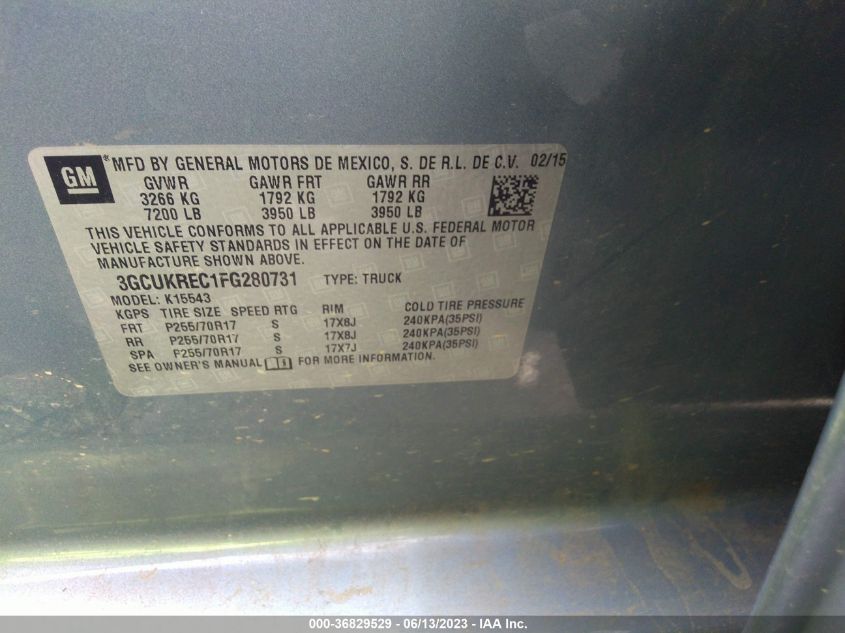 GM
® MFD BY GENERAL MOTORS DE MEXICO, S. DE R.L. DE C.V. 02/15
GVWR GAWR FRT GAWR RR
3266 KG 1792 KG 1792 KG
7200 LB 3950 LB 3950 LB
THIS VEHICLE CONFORMS TO ALL APPLICABLE U.S. FEDERAL MOTOR
VEHICLE SAFETY STANDARDS IN EFFECT ON THE DATE OF
MANUFACTURE SHOWN ABOVE.
3GCUKREC1FG280731 TYPE: TRUCK
MODEL: K15543
KGPS TIRE SIZE SPEED RTG RIM COLD TIRE PRESSURE
FRT P255/70R17 S 17X8J 240KPA(35PSI)
RR P255/70R17 S 17X8J 240KPA(35PSI)
SPA P255/70R17 S 17X7J 240KPA(35PSI)
SEE OWNER'S MANUAL FOR MORE INFORMATION.
000-36829529 - 06/13/2023 - IAA Inc.